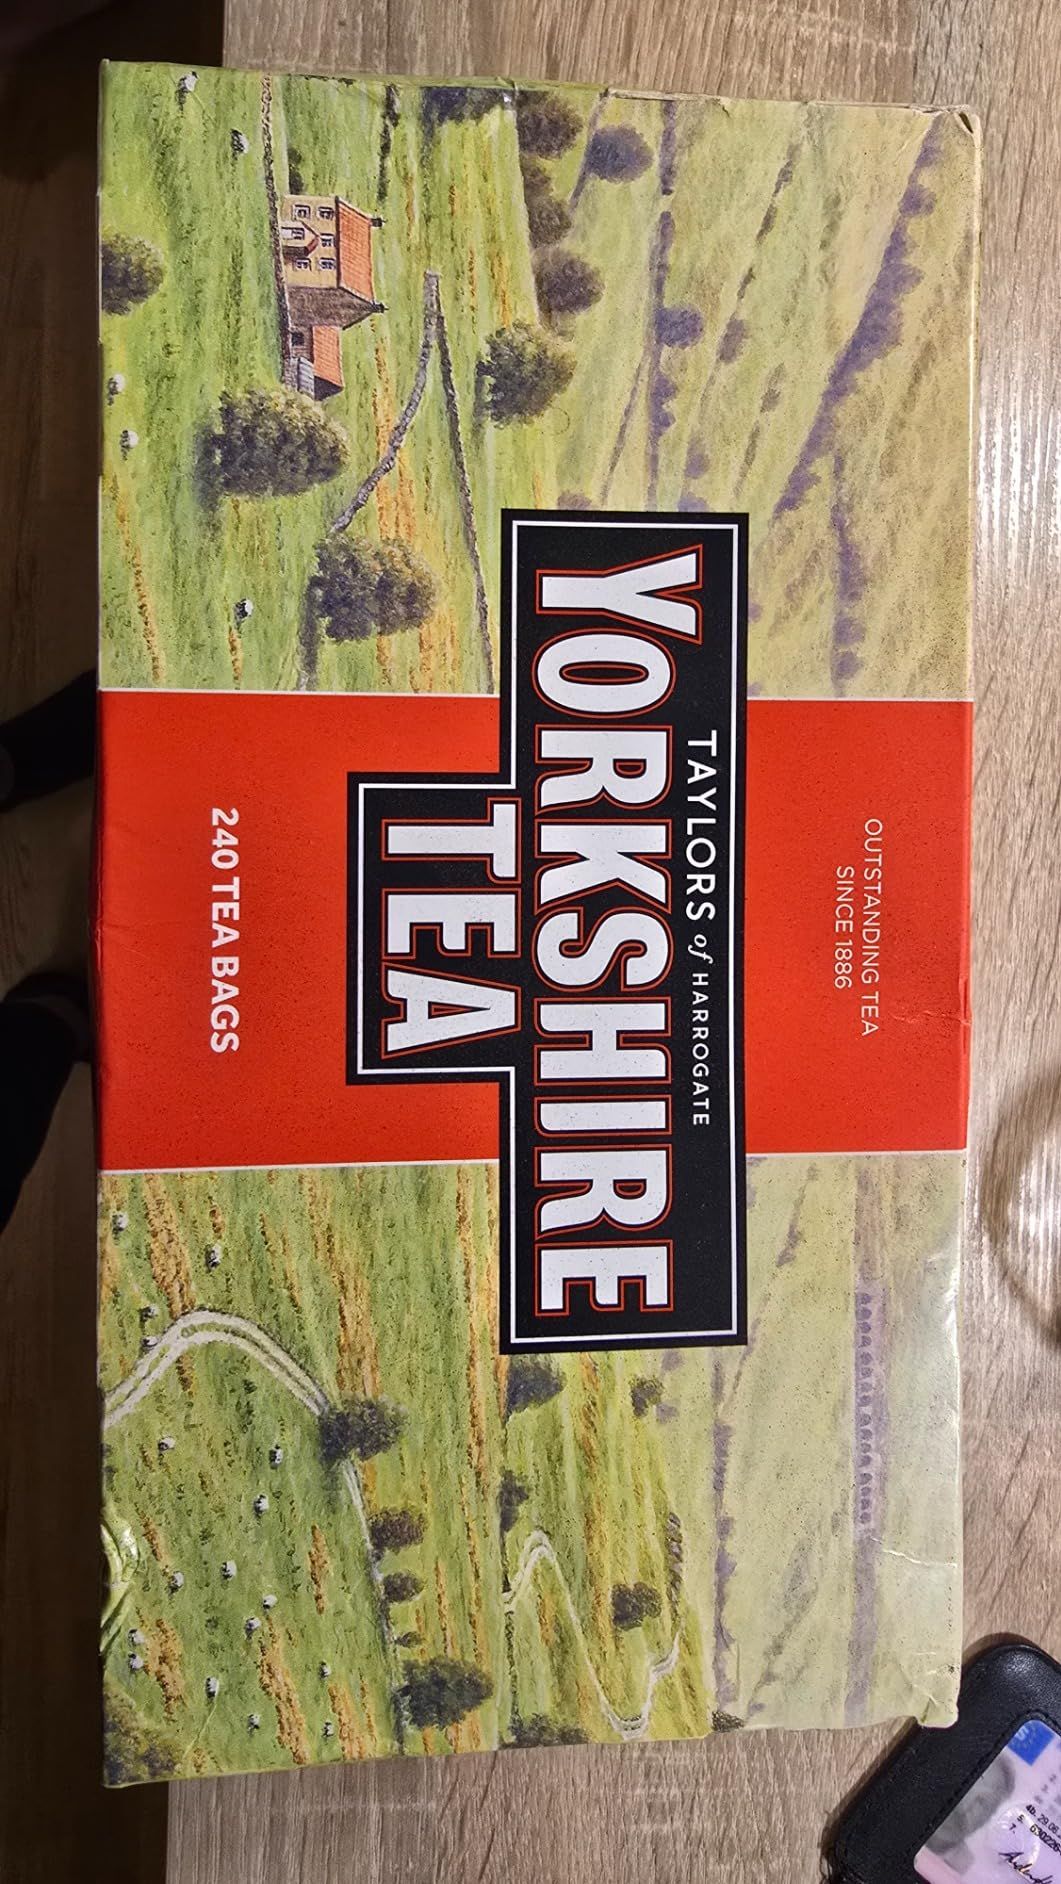 OUTSTANDING TEA
SINCE 1886
TAYLORS of HARROGATE
YORKSHIRE
TEA
240 TEA BAGS